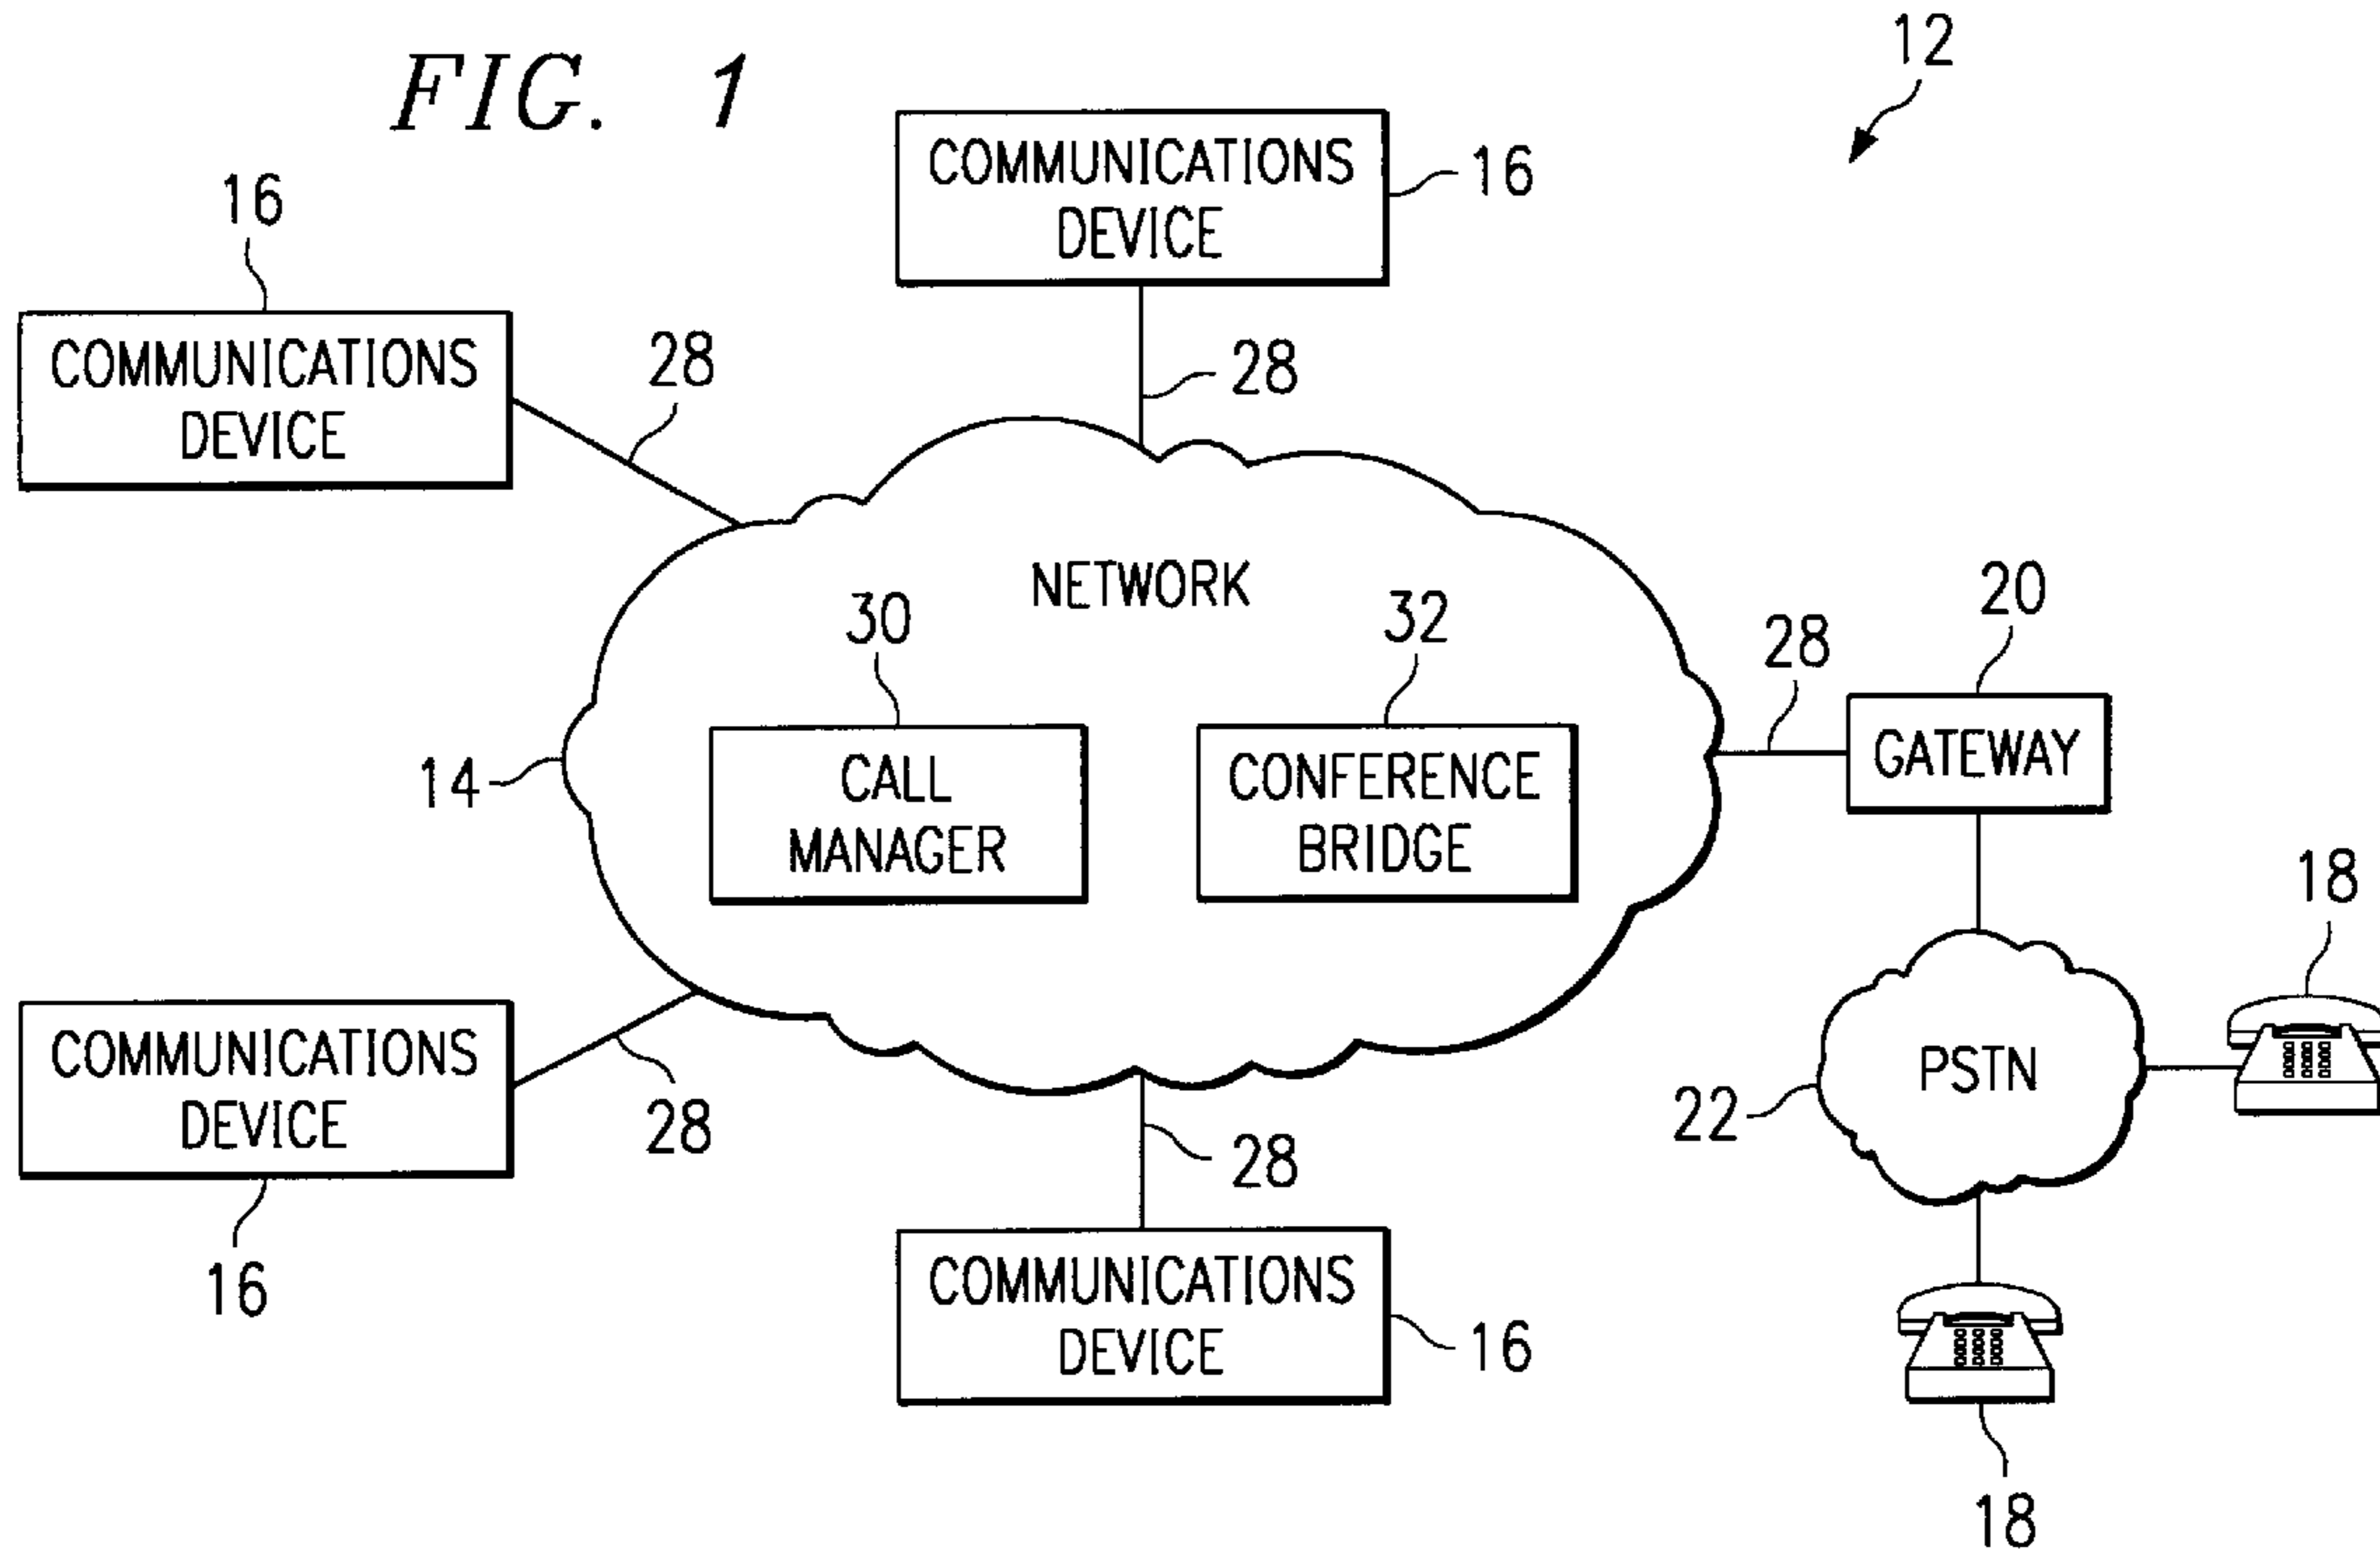 FIG. 1
12
COMMUNICATIONS
DEVICE
16
16
COMMUNICATIONS
DEVICE
28
28
NETWORK
30
CALL
MANAGER
32
CONFERENCE
BRIDGE
14
28
20
GATEWAY
18
PSTN
22
COMMUNICATIONS
DEVICE
16
28
28
COMMUNICATIONS
DEVICE
16
18